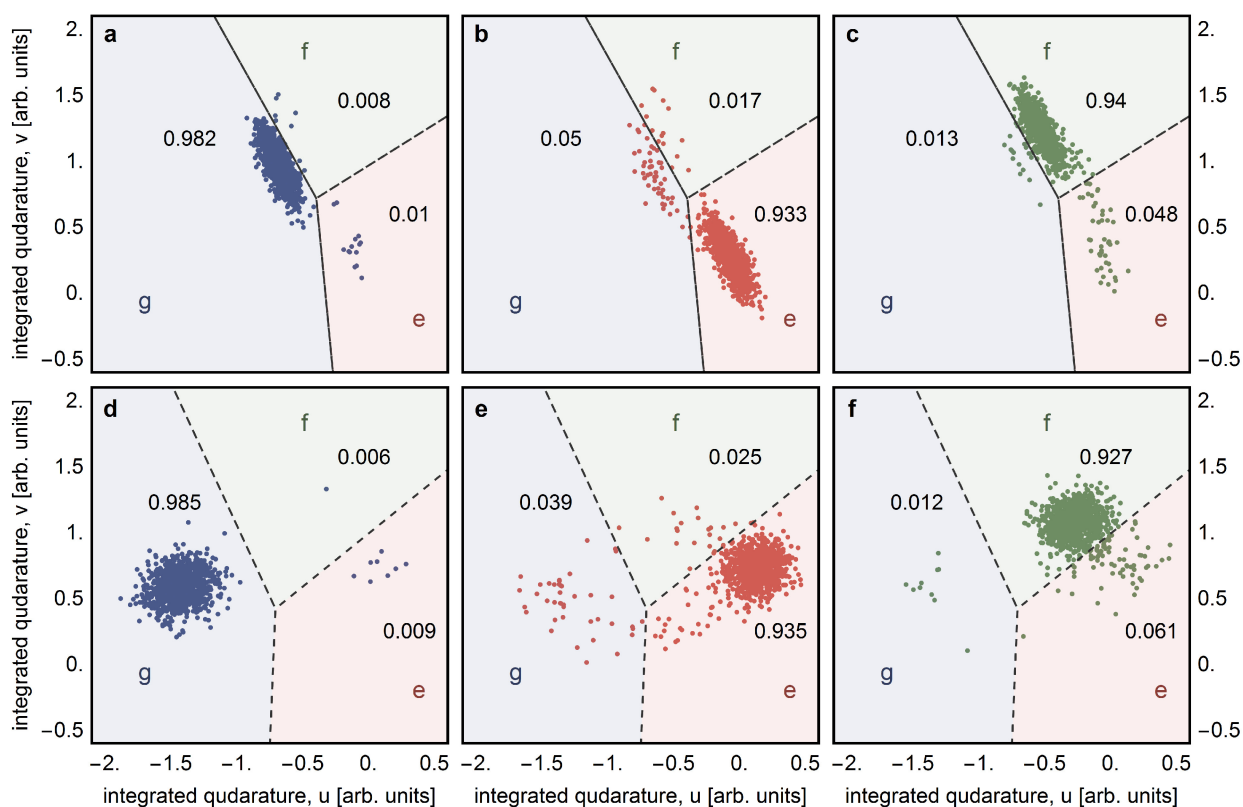 a
f
0.008
0.982
0.01
g
e
b
f
0.017
0.05
0.933
g
e
c
f
0.94
0.013
0.048
g
e
2.
1.5
1.
0.5
0.
−0.5
integrated qudarature, v [arb. units]
2.
1.5
1.
0.5
0.
−0.5
d
f
0.006
0.985
0.009
g
e
e
f
0.025
0.039
0.935
g
e
f
f
0.927
0.012
0.061
g
e
2.
1.5
1.
0.5
0.
−0.5
integrated qudarature, v [arb. units]
2.
1.5
1.
0.5
0.
−0.5
−2. −1.5 −1. −0.5 0. 0.5
−2. −1.5 −1. −0.5 0. 0.5
−2. −1.5 −1. −0.5 0. 0.5
integrated qudarature, u [arb. units]
integrated qudarature, u [arb. units]
integrated qudarature, u [arb. units]